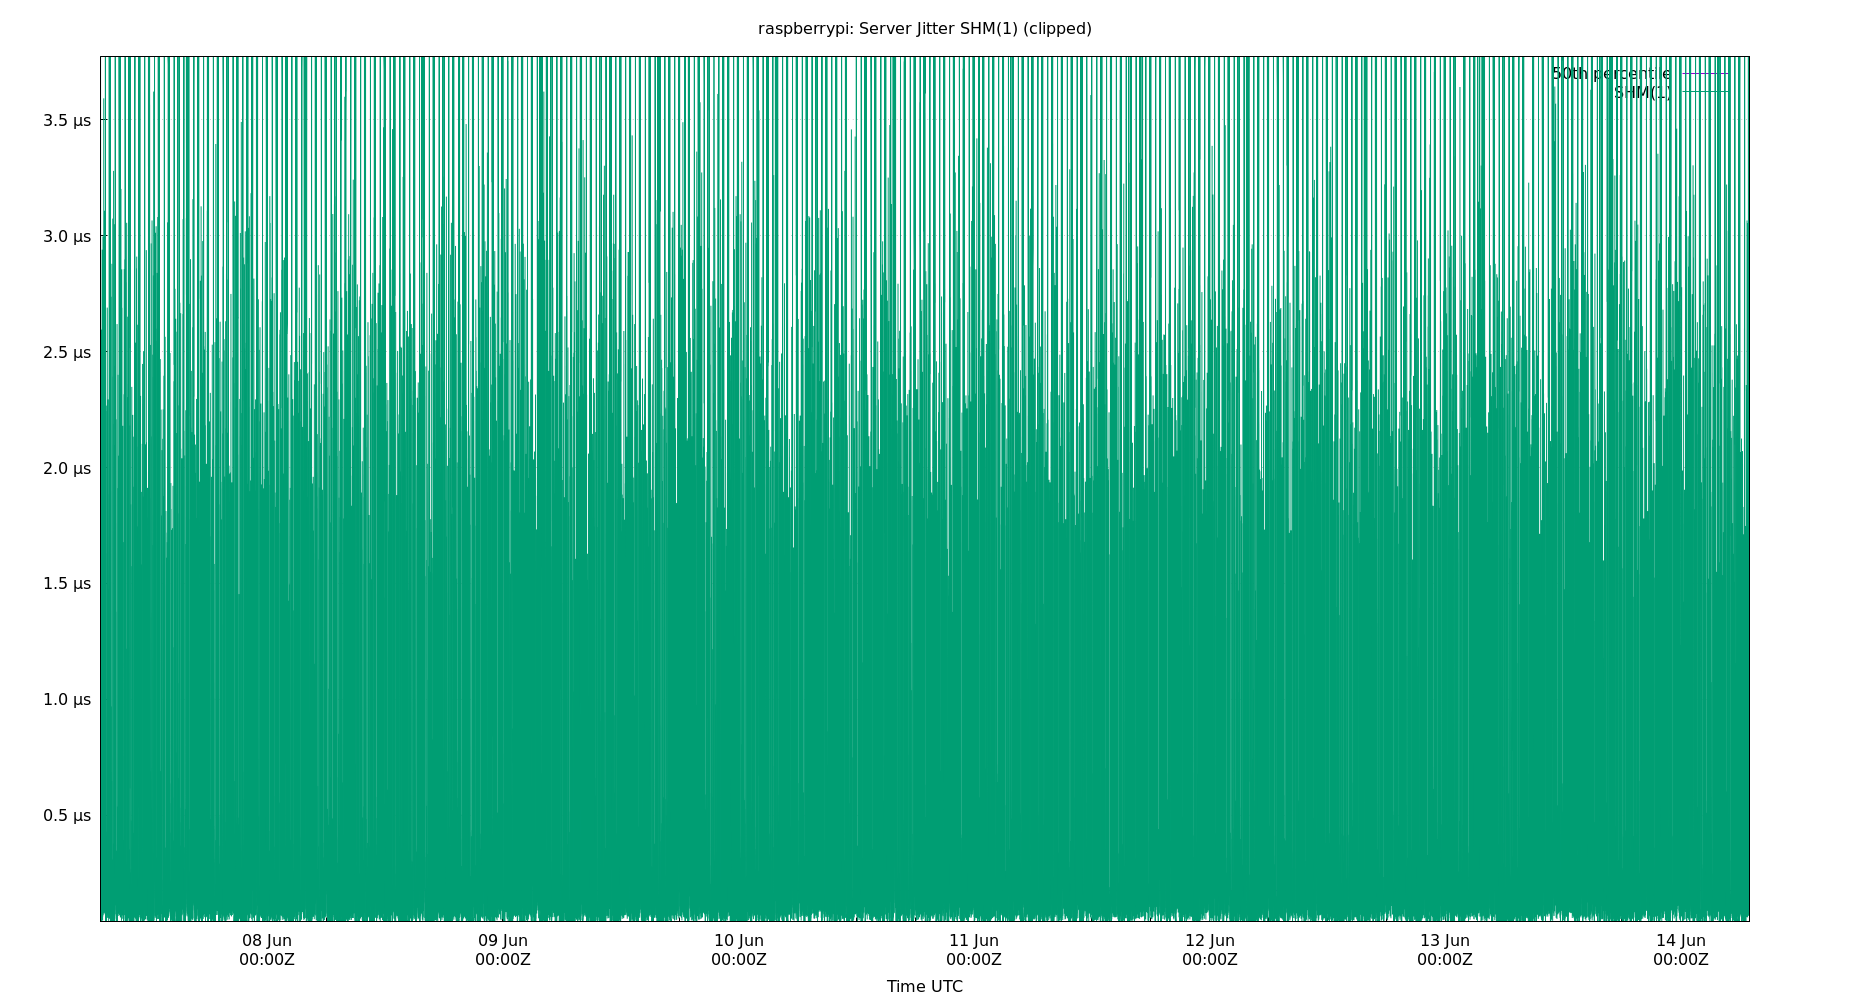 raspberrypi: Server Jitter SHM(1) (clipped)
50th percentile
SHM(1)
3.5 μs
3.0 μs
2.5 μs
2.0 μs
1.5 μs
1.0 μs
0.5 μs
08 Jun 09 Jun 10 Jun 11 Jun 12 Jun 13 Jun 14 Jun
00:00Z 00:00Z 00:00Z 00:00Z 00:00Z 00:00Z 00:00Z
Time UTC